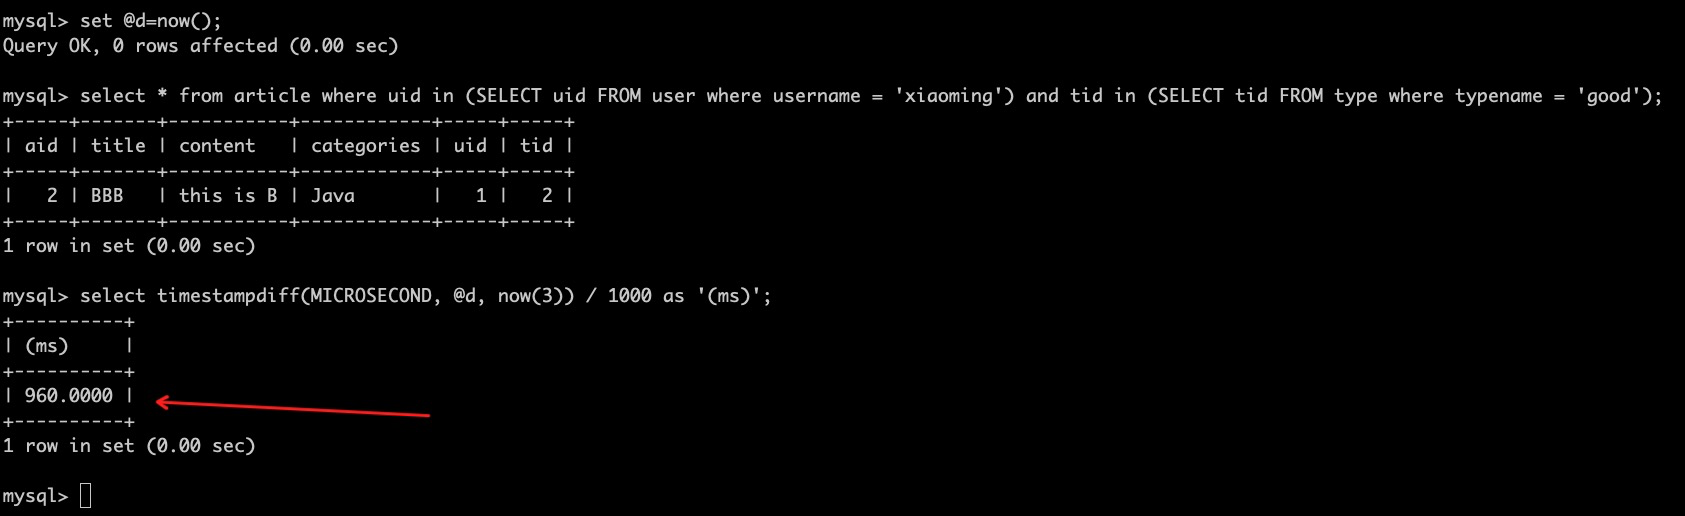 mysql> set @d=now();
Query OK, 0 rows affected (0.00 sec)
mysql> select * from article where uid in (SELECT uid FROM user where username = 'xiaoming') and tid in (SELECT tid FROM type where typename = 'good');
+-----+-------+-----------+------------+-----+-----+
| aid | title | content   | categories | uid | tid |
+-----+-------+-----------+------------+-----+-----+
|   2 | BBB   | this is B | Java       |   1 |   2 |
+-----+-------+-----------+------------+-----+-----+
1 row in set (0.00 sec)
mysql> select timestampdiff(MICROSECOND, @d, now(3)) / 1000 as '(ms)';
+----------+
| (ms)     |
+----------+
| 960.0000 |
+----------+
1 row in set (0.00 sec)
mysql>